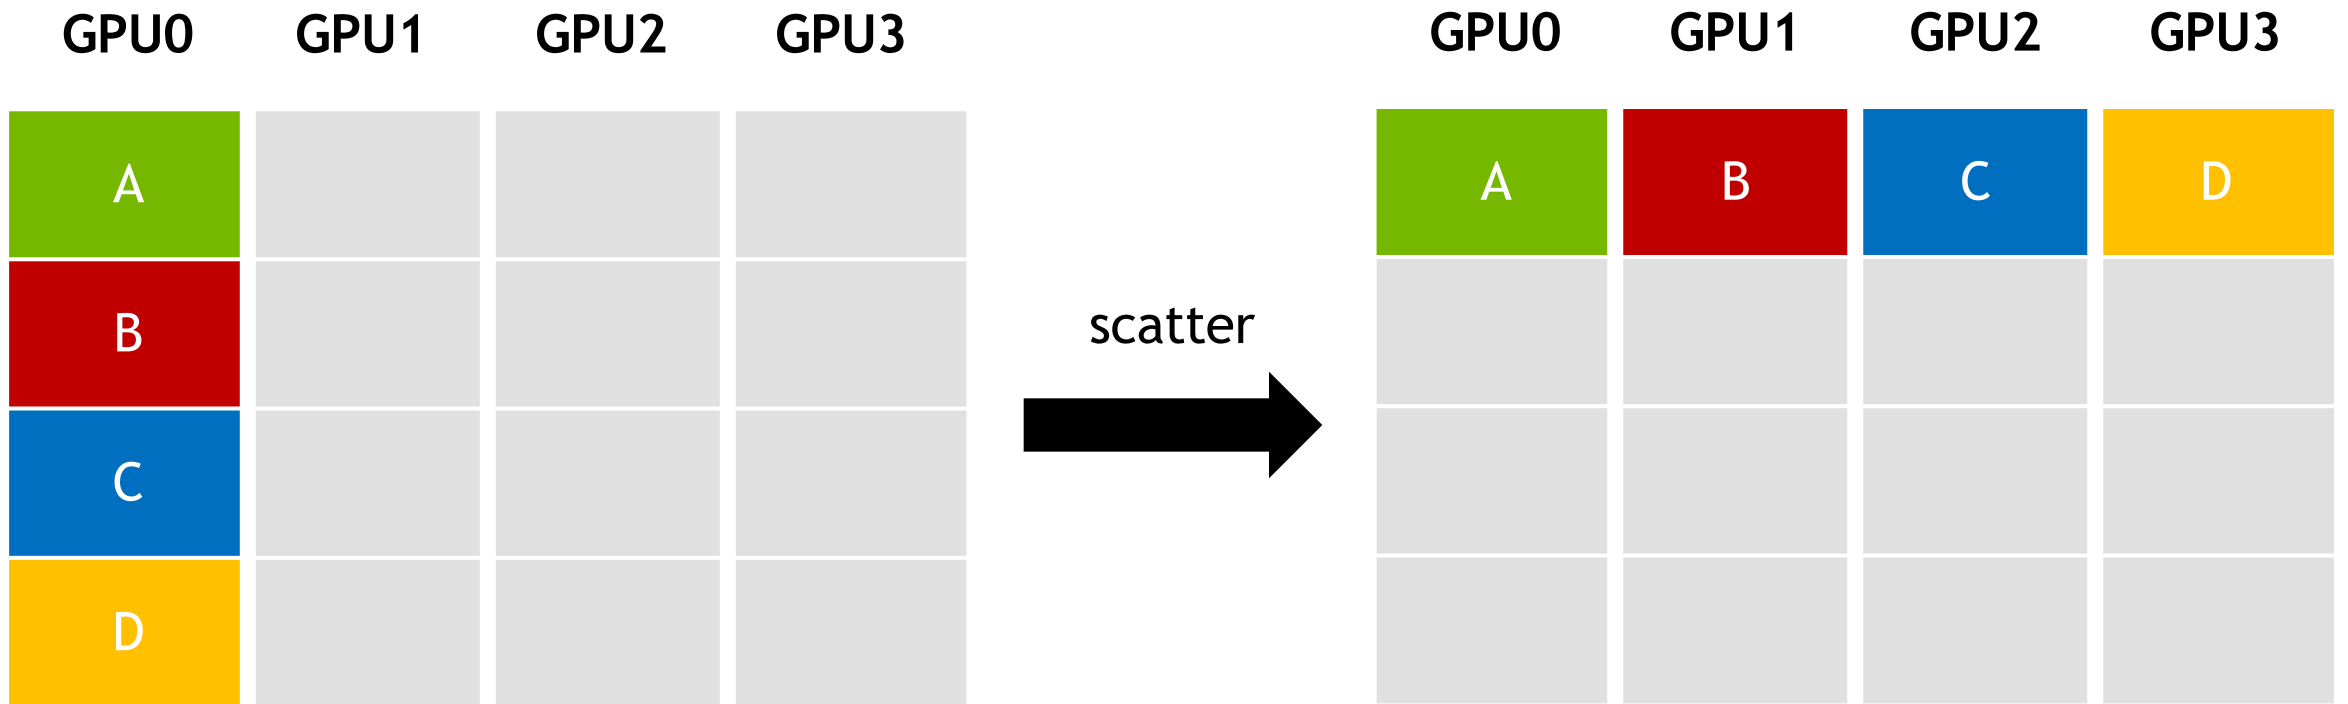 GPU0 GPU1 GPU2 GPU3
A
B
C
D
scatter
GPU0 GPU1 GPU2 GPU3
A B C D